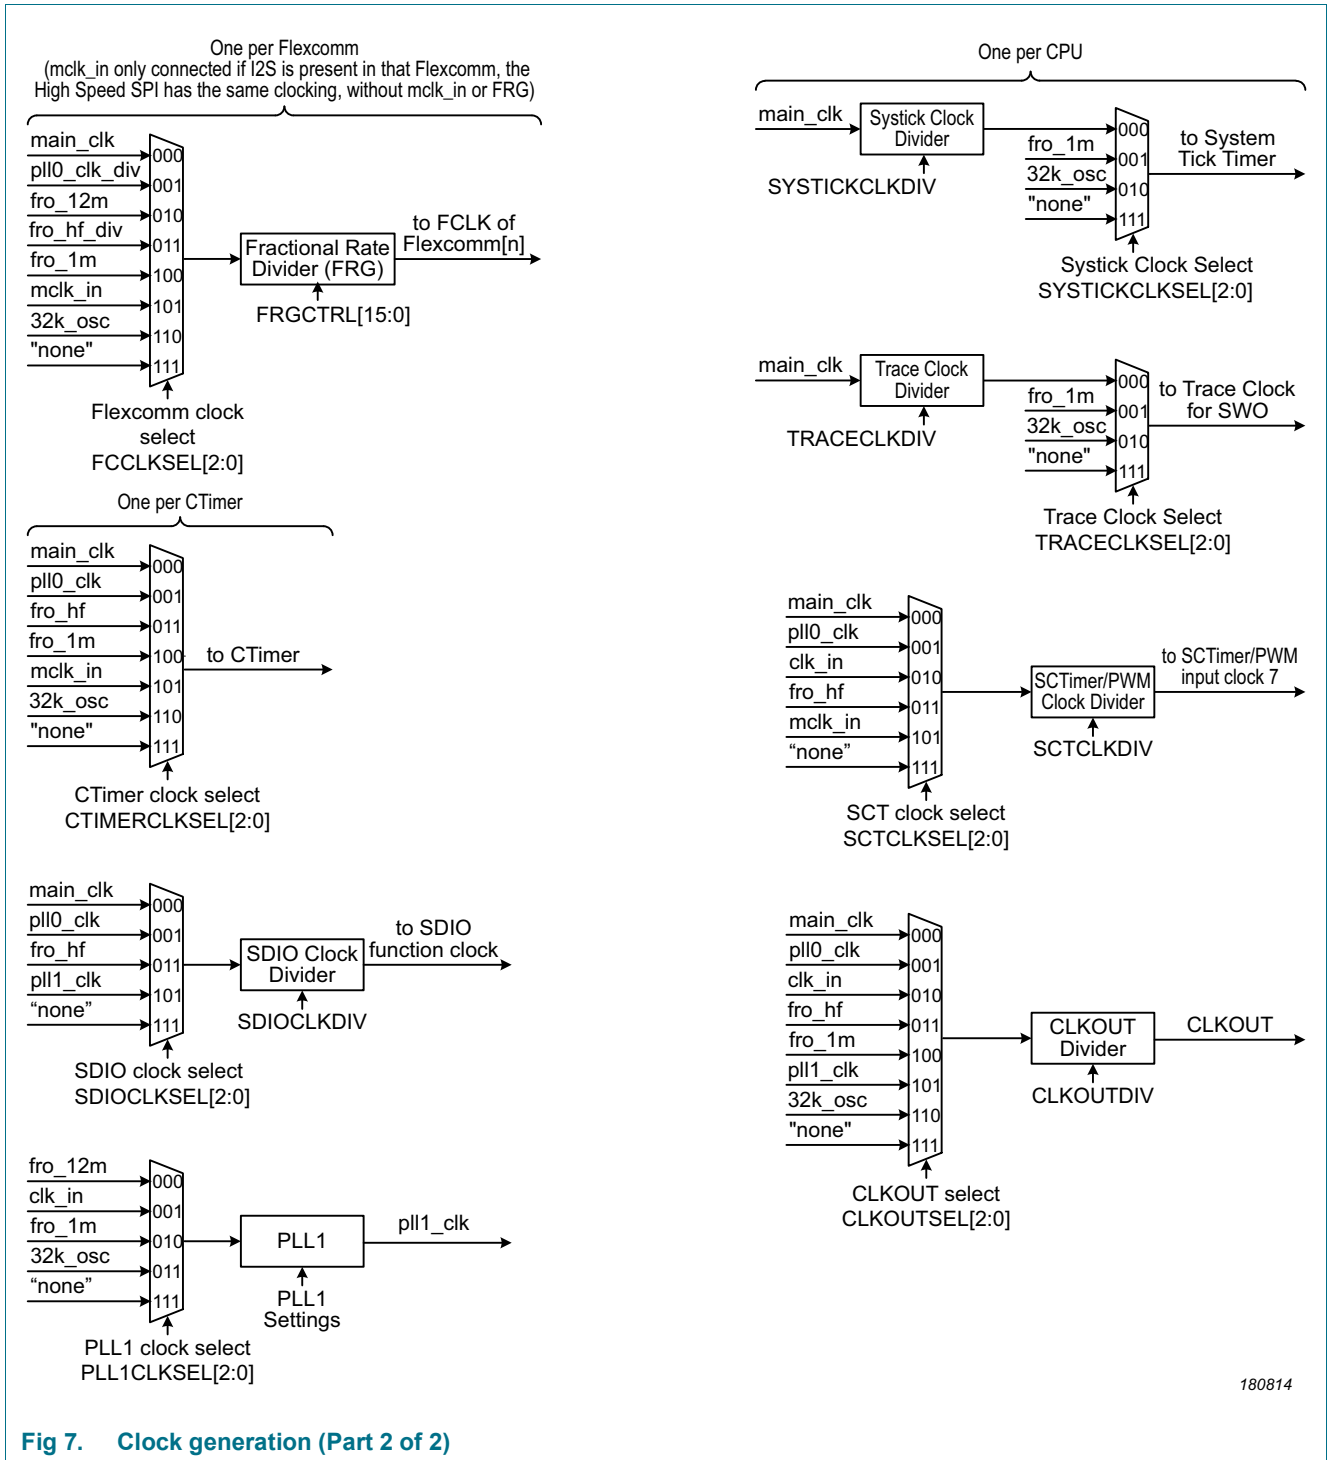 One per Flexcomm
(mclk_in only connected if I2S is present in that Flexcomm, the
High Speed SPI has the same clocking, without mclk_in or FRG)
main_clk
000
pll0_clk_div
001
fro_12m
010
fro_hf_div
011
fro_1m
100
mclk_in
101
32k_osc
110
"none"
111
Fractional Rate
Divider (FRG)
to FCLK of
Flexcomm[n]
FRGCTRL[15:0]
Flexcomm clock
select
FCCLKSEL[2:0]
One per CTimer
main_clk
000
pll0_clk
001
fro_hf
011
fro_1m
100
mclk_in
101
32k_osc
110
"none"
111
to CTimer
CTimer clock select
CTIMERCLKSEL[2:0]
main_clk
000
pll0_clk
001
fro_hf
011
pll1_clk
101
“none”
111
SDIO Clock
Divider
to SDIO
function clock
SDIOCLKDIV
SDIO clock select
SDIOCLKSEL[2:0]
fro_12m
000
clk_in
001
fro_1m
010
32k_osc
011
“none”
111
PLL1
pll1_clk
PLL1
Settings
PLL1 clock select
PLL1CLKSEL[2:0]
One per CPU
main_clk
Systick Clock
Divider
SYSTICKCLKDIV
000
fro_1m
001
32k_osc
010
"none"
111
to System
Tick Timer
Systick Clock Select
SYSTICKCLKSEL[2:0]
main_clk
Trace Clock
Divider
TRACECLKDIV
000
fro_1m
001
32k_osc
010
"none"
111
to Trace Clock
for SWO
Trace Clock Select
TRACECLKSEL[2:0]
main_clk
000
pll0_clk
001
clk_in
010
fro_hf
011
mclk_in
101
“none”
111
SCTimer/PWM
Clock Divider
to SCTimer/PWM
input clock 7
SCTCLKDIV
SCT clock select
SCTCLKSEL[2:0]
main_clk
000
pll0_clk
001
clk_in
010
fro_hf
011
fro_1m
100
pll1_clk
101
32k_osc
110
"none"
111
CLKOUT
Divider
CLKOUT
CLKOUTDIV
CLKOUT select
CLKOUTSEL[2:0]
180814
Fig 7. Clock generation (Part 2 of 2)